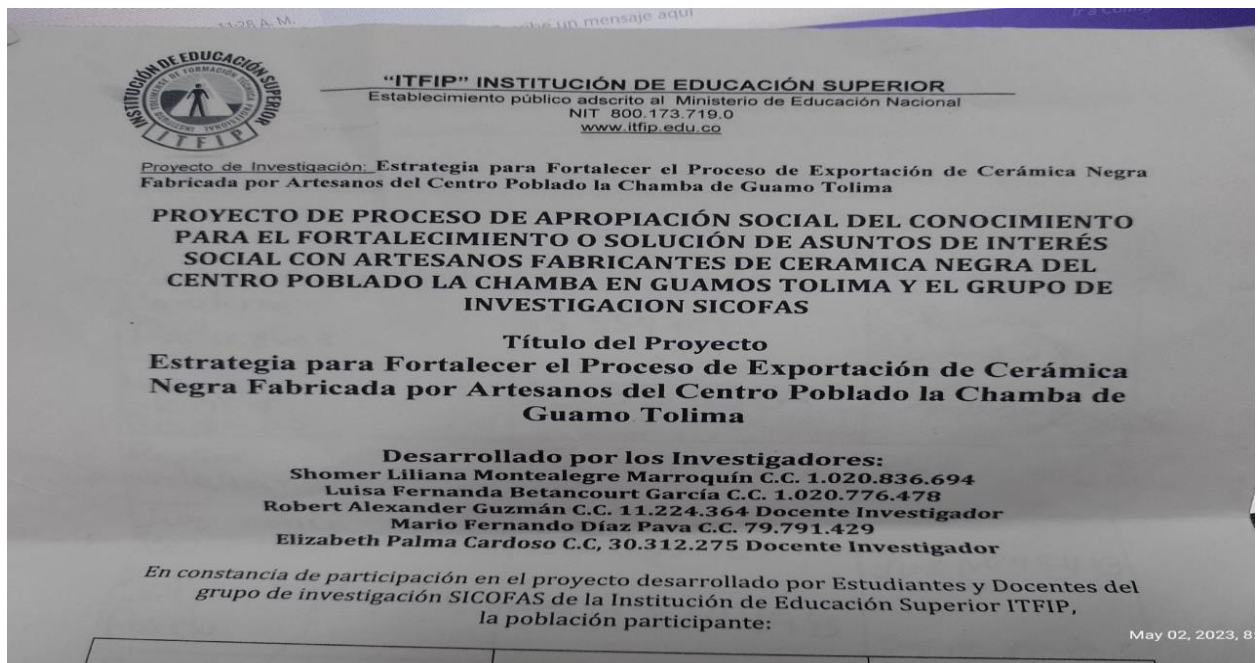 11:28 A. M.
be un mensaje aquí
INSTITUCIÓN DE EDUCACIÓN SUPERIOR
ITFIP
“ITFIP” INSTITUCIÓN DE EDUCACIÓN SUPERIOR
Establecimiento público adscrito al Ministerio de Educación Nacional
NIT 800.173.719.0
www.itfip.edu.co
Proyecto de Investigación: Estrategia para Fortalecer el Proceso de Exportación de Cerámica Negra
Fabricada por Artesanos del Centro Poblado la Chamba de Guamo Tolima
PROYECTO DE PROCESO DE APROPIACIÓN SOCIAL DEL CONOCIMIENTO
PARA EL FORTALECIMIENTO O SOLUCIÓN DE ASUNTOS DE INTERÉS
SOCIAL CON ARTESANOS FABRICANTES DE CERAMICA NEGRA DEL
CENTRO POBLADO LA CHAMBA EN GUAMOS TOLIMA Y EL GRUPO DE
INVESTIGACION SICOFAS
Título del Proyecto
Estrategia para Fortalecer el Proceso de Exportación de Cerámica
Negra Fabricada por Artesanos del Centro Poblado la Chamba de
Guamo Tolima
Desarrollado por los Investigadores:
Shomer Liliana Montealegre Marroquín C.C. 1.020.836.694
Luisa Fernanda Betancourt García C.C. 1.020.776.478
Robert Alexander Guzmán C.C. 11.224.364 Docente Investigador
Mario Fernando Díaz Pava C.C. 79.791.429
Elizabeth Palma Cardoso C.C, 30.312.275 Docente Investigador
En constancia de participación en el proyecto desarrollado por Estudiantes y Docentes del
grupo de investigación SICOFAS de la Institución de Educación Superior ITFIP,
la población participante:
May 02, 2023, 8: